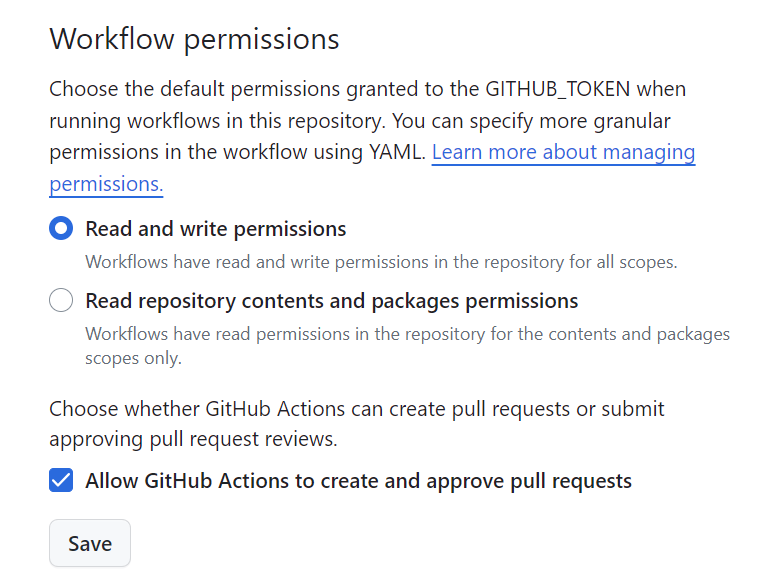 Workflow permissions
Choose the default permissions granted to the GITHUB_TOKEN when
running workflows in this repository. You can specify more granular
permissions in the workflow using YAML. Learn more about managing
permissions.
Read and write permissions
Workflows have read and write permissions in the repository for all scopes.
Read repository contents and packages permissions
Workflows have read permissions in the repository for the contents and packages
scopes only.
Choose whether GitHub Actions can create pull requests or submit
approving pull request reviews.
Allow GitHub Actions to create and approve pull requests
Save